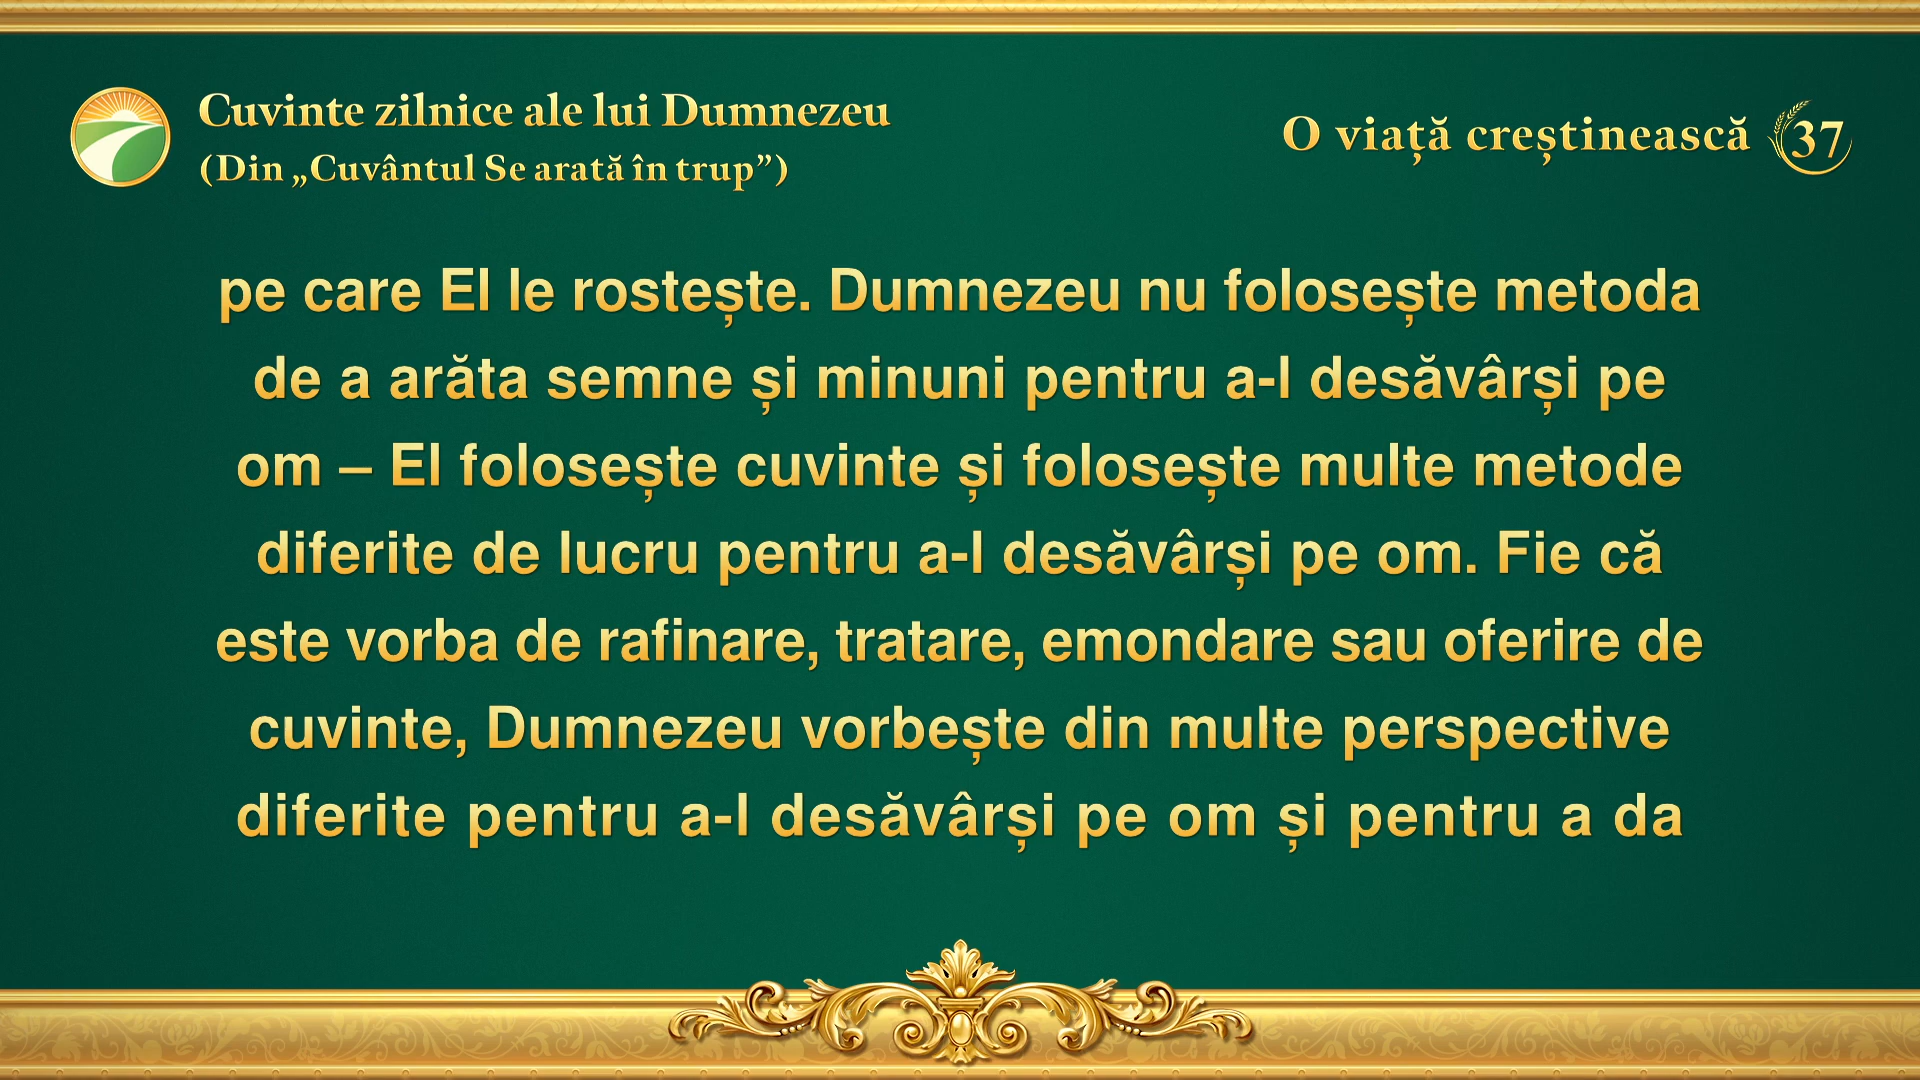 Cuvinte zilnice ale lui Dumnezeu
(Din „Cuvântul Se arată în trup”)
O viață creștinească 37
pe care El le rostește. Dumnezeu nu folosește metoda
de a arăta semne și minuni pentru a-l desăvârși pe
om – El folosește cuvinte și folosește multe metode
diferite de lucru pentru a-l desăvârși pe om. Fie că
este vorba de rafinare, tratare, emondare sau oferire de
cuvinte, Dumnezeu vorbește din multe perspective
diferite pentru a-l desăvârși pe om și pentru a da